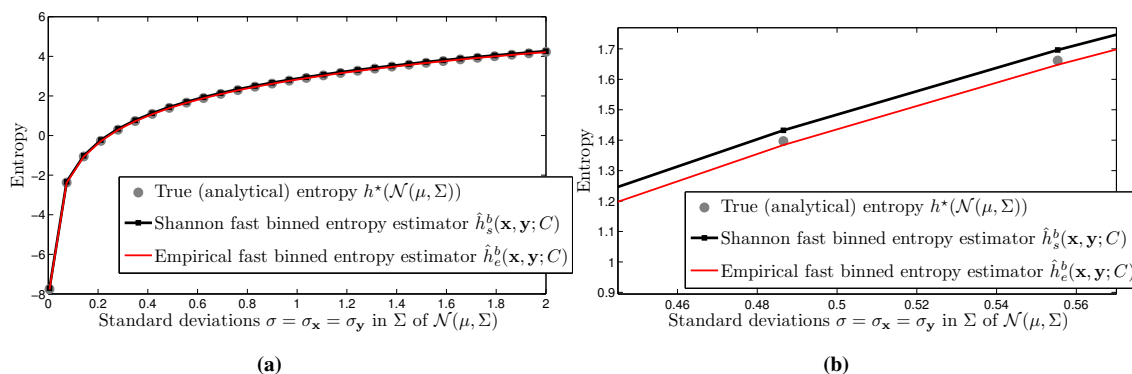 6
4
2
0
−2
−4
−6
−8
Entropy
0 0.2 0.4 0.6 0.8 1 1.2 1.4 1.6 1.8 2
Standard deviations σ = σ_x = σ_y in Σ of 𝒩(μ, Σ)
True (analytical) entropy h⋆(𝒩(μ, Σ))
Shannon fast binned entropy estimator ĥ_s^b(x, y; C)
Empirical fast binned entropy estimator ĥ_e^b(x, y; C)
(a)
1.7
1.6
1.5
1.4
1.3
1.2
1.1
1
0.9
Entropy
0.46 0.48 0.5 0.52 0.54 0.56
Standard deviations σ = σ_x = σ_y in Σ of 𝒩(μ, Σ)
True (analytical) entropy h⋆(𝒩(μ, Σ))
Shannon fast binned entropy estimator ĥ_s^b(x, y; C)
Empirical fast binned entropy estimator ĥ_e^b(x, y; C)
(b)